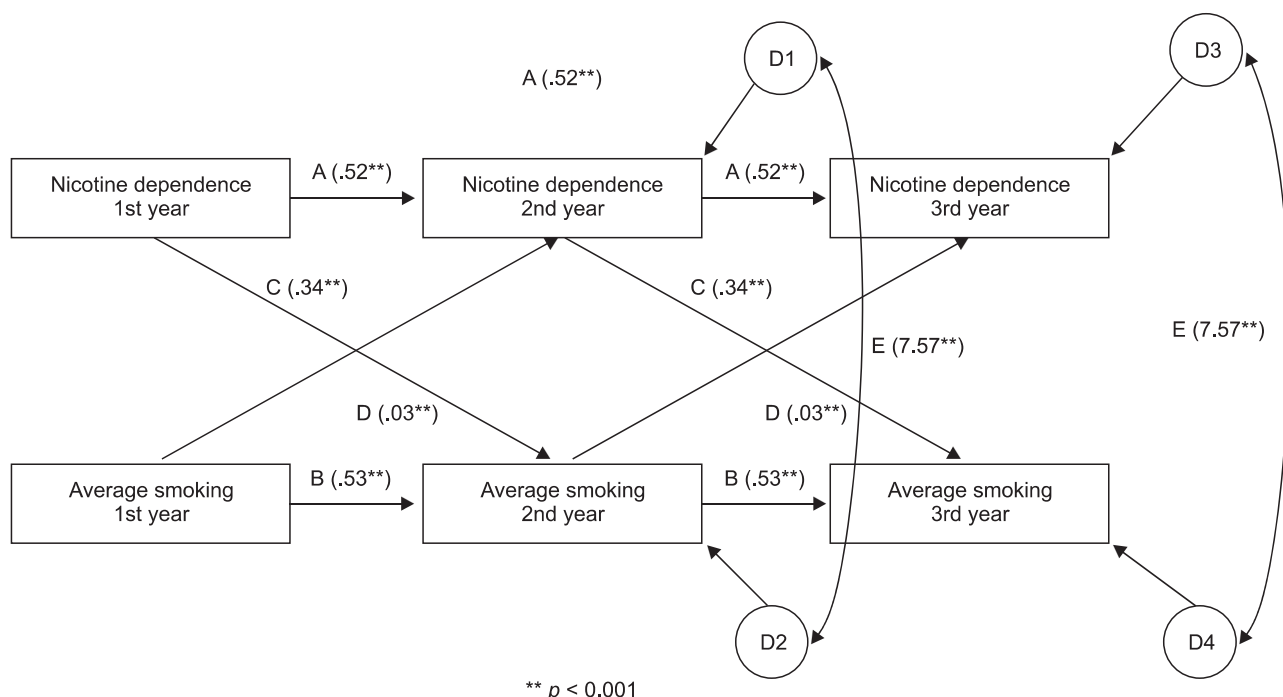 D1
D3
A (.52**)
Nicotine dependence
1st year
A (.52**)
Nicotine dependence
2nd year
A (.52**)
Nicotine dependence
3rd year
C (.34**)
C (.34**)
E (7.57**)
E (7.57**)
D (.03**)
D (.03**)
Average smoking
1st year
B (.53**)
Average smoking
2nd year
B (.53**)
Average smoking
3rd year
D2
D4
** p < 0.001